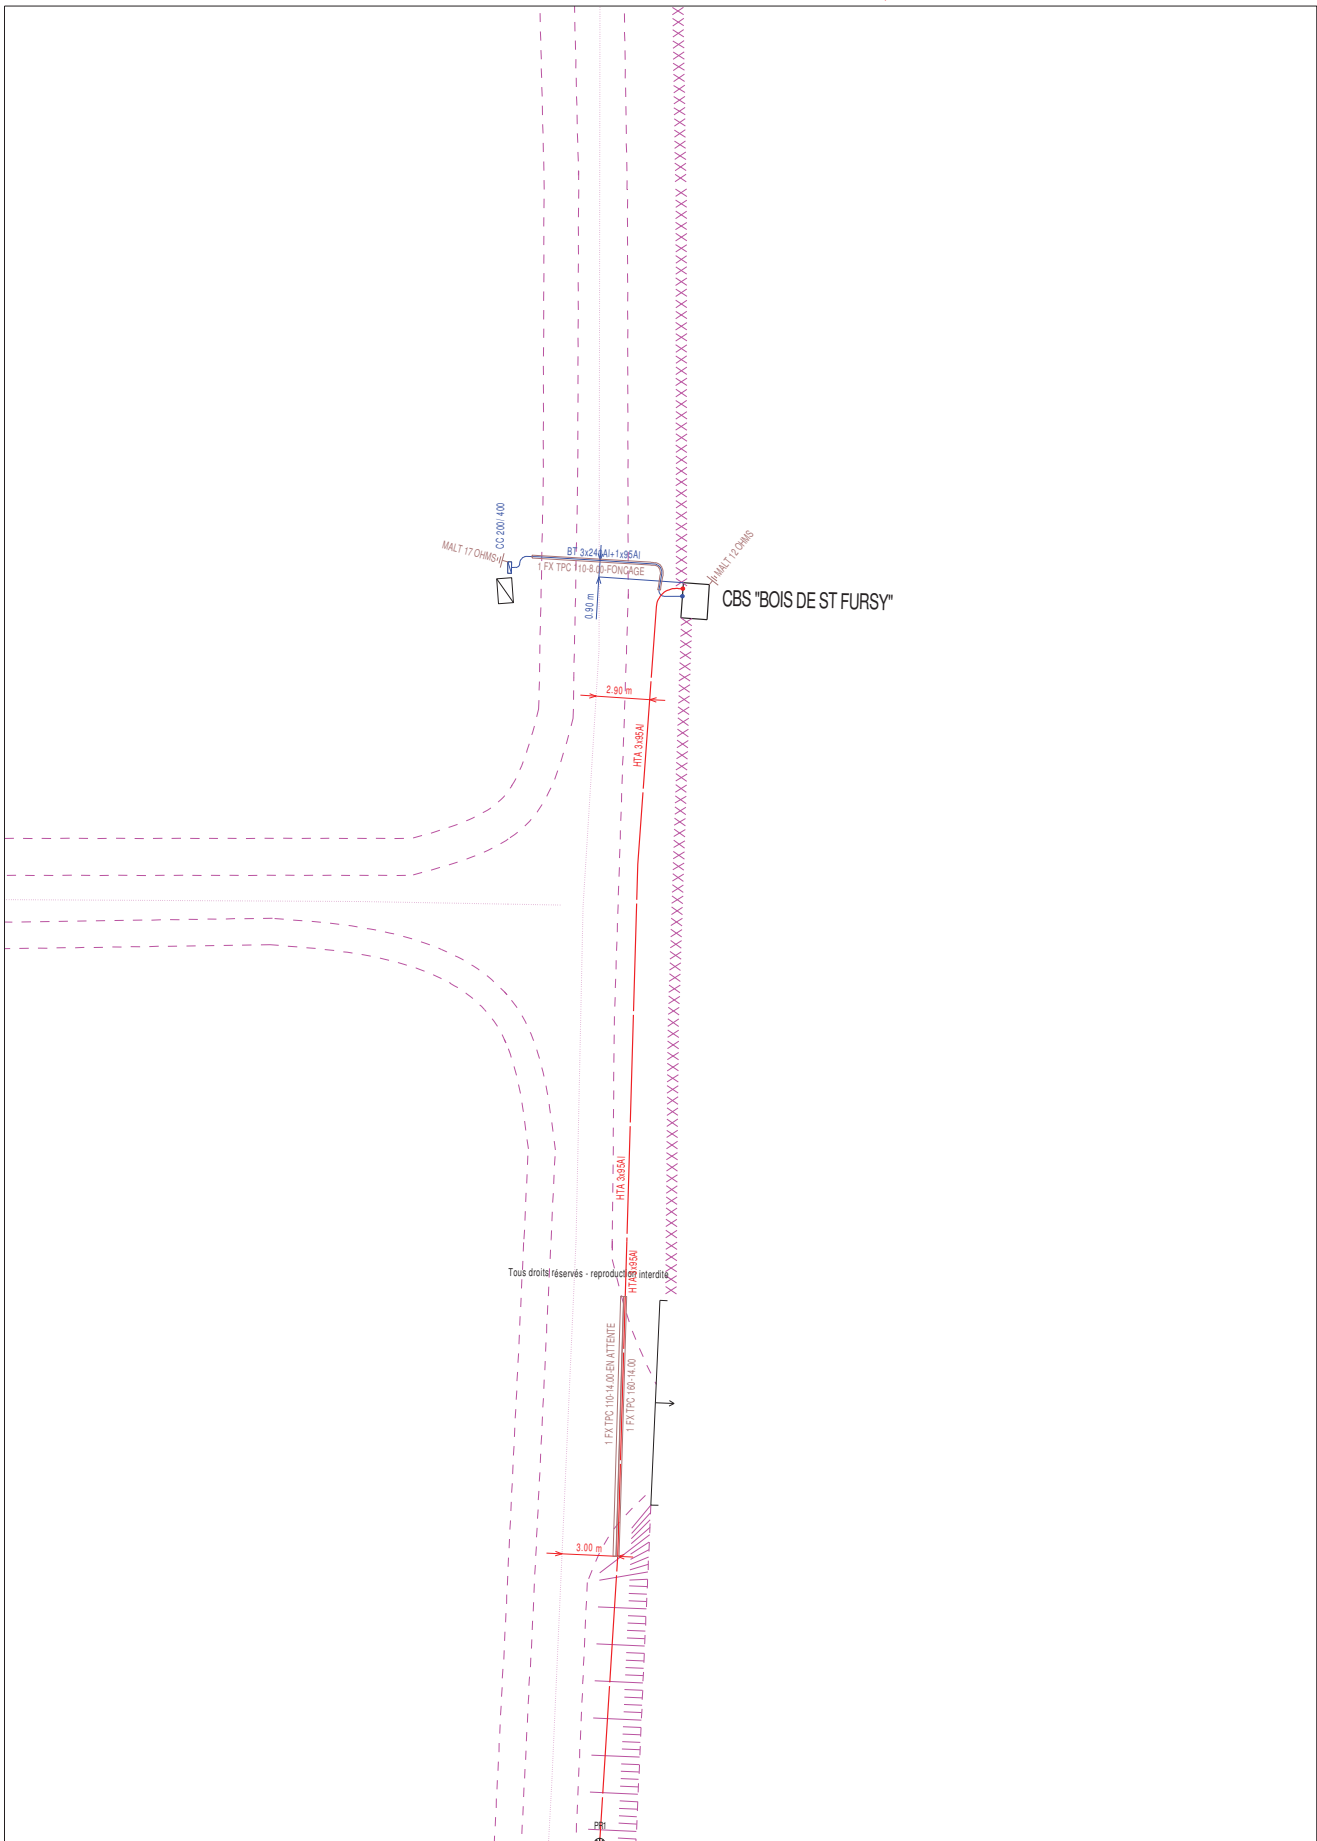 CC 200/ 400
MALT 17 OHMS
BT 3x240Al+1x95Al
1 FX TPC 110-8.00-FONCAGE
MALT 12 OHMS
CBS "BOIS DE ST FURSY"
0.90 m
2.90 m
HTA 3x95Al
HTA 3x95Al
HTA 3x95Al
Tous droits réservés - reproduction interdite
1 FX TPC 110-14.00-EN ATTENTE
1 FX TPC 160-14.00
3.00 m
PR1